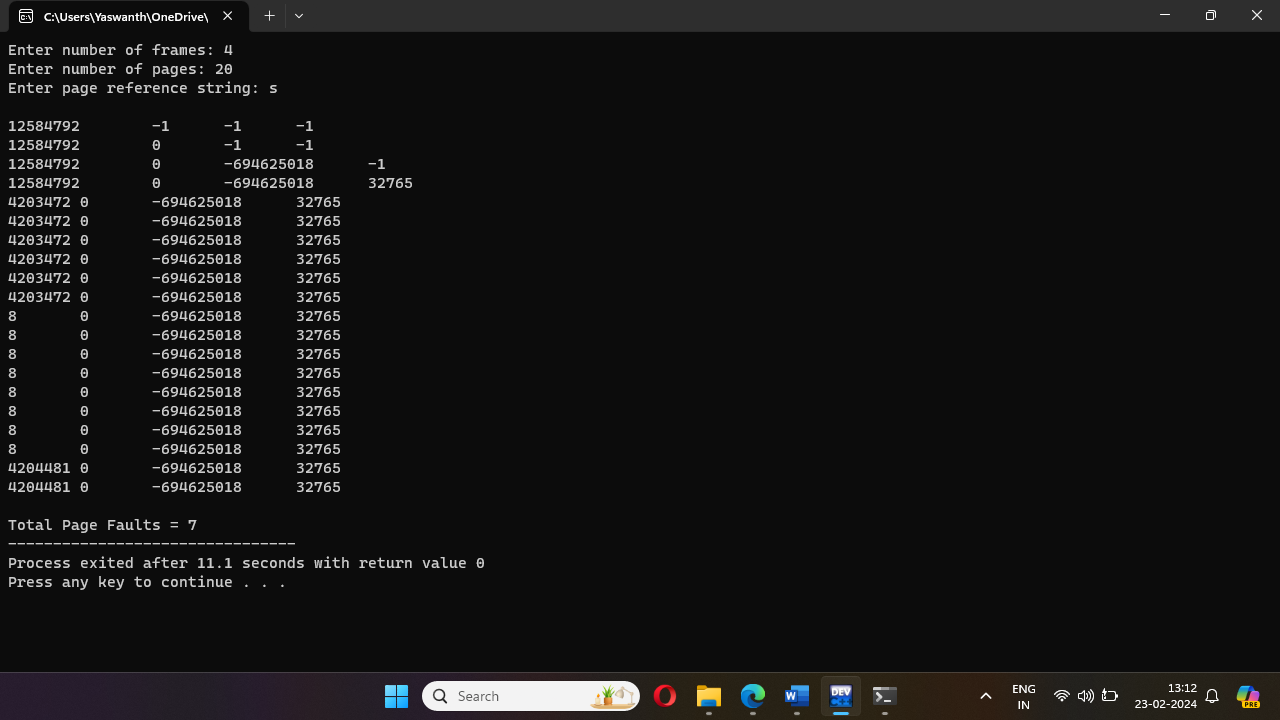 C:\Users\Yaswanth\OneDrive\
Enter number of frames: 4
Enter number of pages: 20
Enter page reference string: s
12584792 -1 -1 -1
12584792 0 -1 -1
12584792 0 -694625018 -1
12584792 0 -694625018 32765
4203472 0 -694625018 32765
4203472 0 -694625018 32765
4203472 0 -694625018 32765
4203472 0 -694625018 32765
4203472 0 -694625018 32765
4203472 0 -694625018 32765
8 0 -694625018 32765
8 0 -694625018 32765
8 0 -694625018 32765
8 0 -694625018 32765
8 0 -694625018 32765
8 0 -694625018 32765
8 0 -694625018 32765
8 0 -694625018 32765
4204481 0 -694625018 32765
4204481 0 -694625018 32765
Total Page Faults = 7
--------------------------------
Process exited after 11.1 seconds with return value 0
Press any key to continue . . .
Search
DEV
ENG
IN
13:12
23-02-2024
PRE